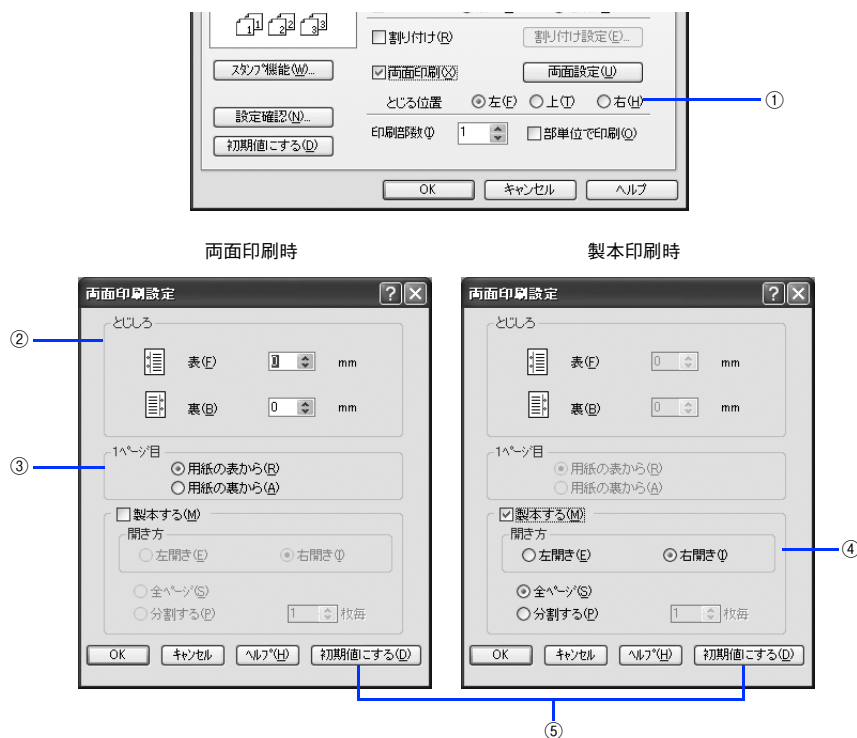 1 1 2 2 3 3
割り付け(R) 割り付け設定(E)...
スタンプ機能(W)... 両面印刷(X) 両面設定(U)
とじる位置 左(F) 上(T) 右(H) ①
設定確認(N)...
印刷部数(I) 1 部単位で印刷(O)
初期値にする(D)
OK キャンセル ヘルプ
両面印刷時 製本印刷時
両面印刷設定 ? × 両面印刷設定 ? ×
② とじしろ とじしろ
表(F) 0 mm 表(F) 0 mm
裏(B) 0 mm 裏(B) 0 mm
③ 1ページ目 1ページ目
用紙の表から(R) 用紙の表から(R)
用紙の裏から(A) 用紙の裏から(A)
製本する(M) 製本する(M)
開き方 開き方 ④
左開き(E) 右開き(I) 左開き(E) 右開き(I)
全ページ(S) 全ページ(S)
分割する(P) 1 枚毎 分割する(P) 1 枚毎
OK キャンセル ヘルプ(H) 初期値にする(D) OK キャンセル ヘルプ(H) 初期値にする(D)
⑤